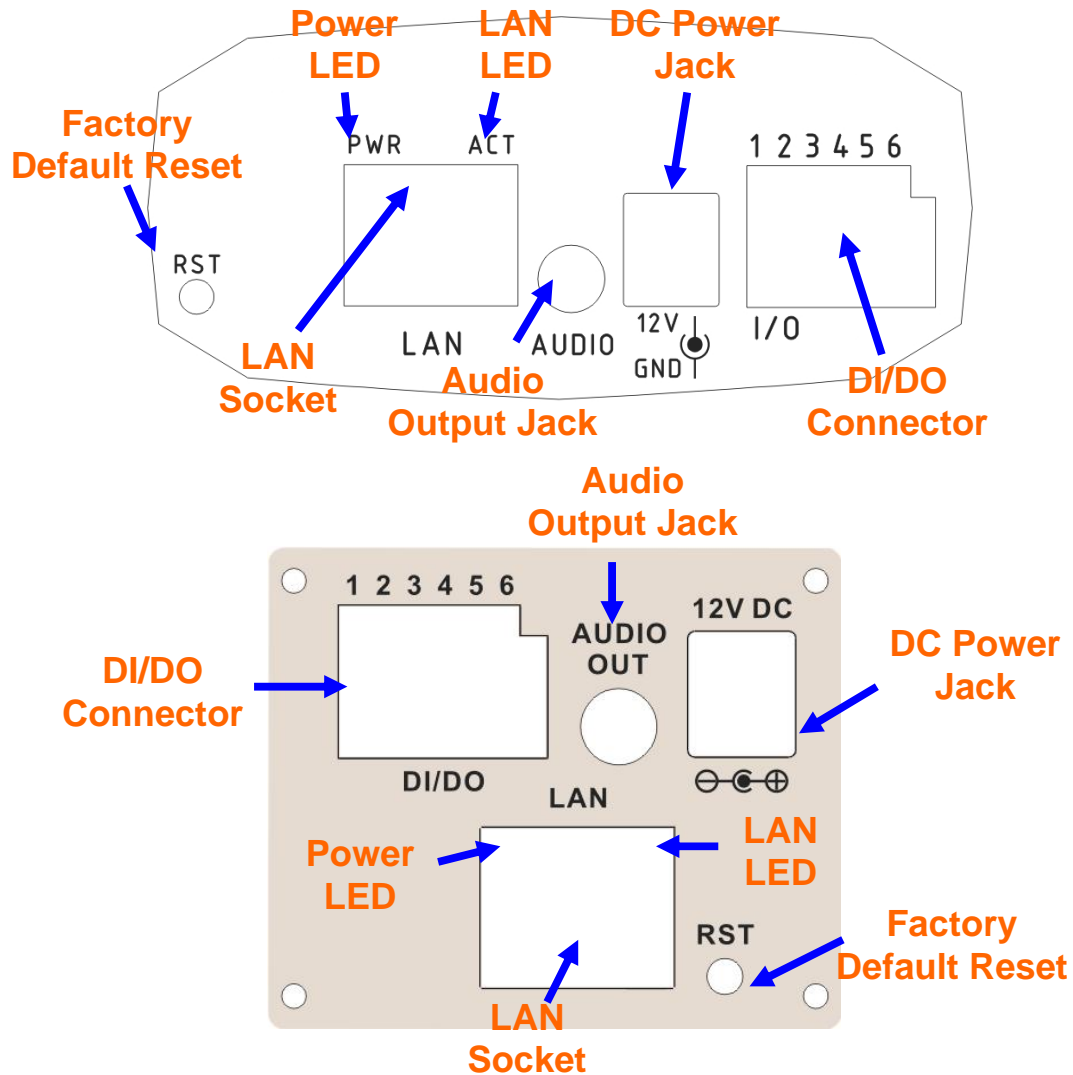 Power
LED
LAN
LED
DC Power
Jack
Factory
Default Reset
PWR
ACT
1 2 3 4 5 6
RST
LAN
AUDIO
12V
GND
I/O
LAN
Socket
Audio
Output Jack
DI/DO
Connector
Audio
Output Jack
1 2 3 4 5 6
AUDIO
OUT
12V DC
DI/DO
Connector
DC Power
Jack
DI/DO
LAN
Power
LED
LAN
LED
RST
Factory
Default Reset
LAN
Socket